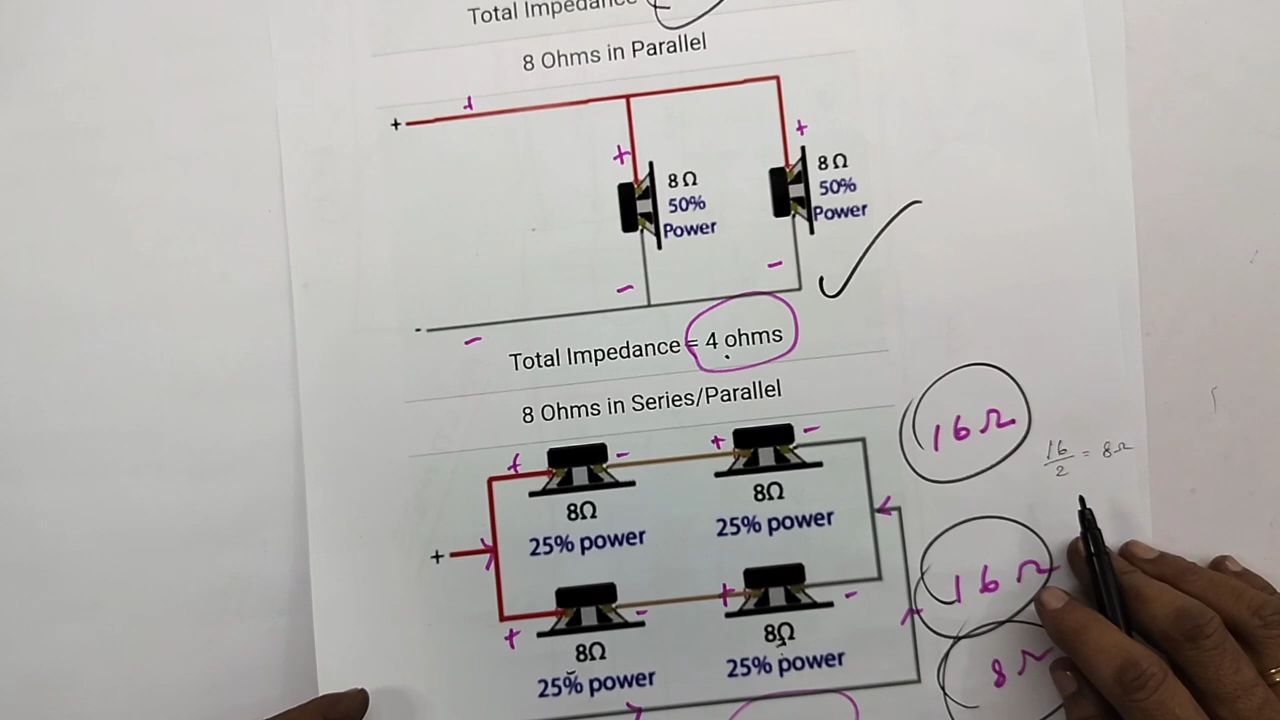 Total Impedance
8 Ohms in Parallel
+
+
+
+
8Ω
50%
Power
8Ω
50%
Power
-
-
-
-
Total Impedance = 4 ohms
8 Ohms in Series/Parallel
16Ω
16/2 = 8Ω
+
-
+
-
8Ω
25% power
8Ω
25% power
+
16Ω
+
-
+
-
8Ω
25% power
8Ω
25% power
8Ω